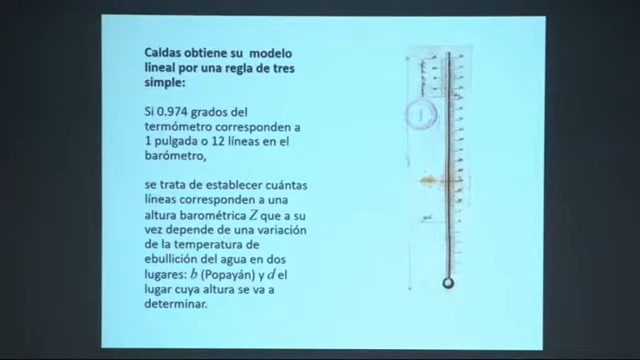 Caldas obtiene su modelo
lineal por una regla de tres
simple:
Si 0.974 grados del
termómetro corresponden a
1 pulgada o 12 líneas en el
barómetro,
se trata de establecer cuántas
líneas corresponden a una
altura barométrica Z que a su
vez depende de una variación
de la temperatura de
ebullición del agua en dos
lugares: b (Popayán) y d el
lugar cuya altura se va a
determinar.